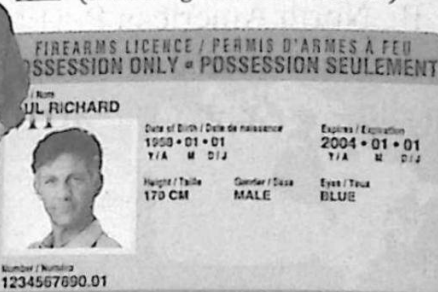 FIREARMS LICENCE / PERMIS D'ARMES À FEU
OSSESSION ONLY • POSSESSION SEULEMENT
/ Nom
UL RICHARD
Date of Birth / Date de naissance
1958 • 01 • 01
Y/A M D/J
Expires / Expiration
2004 • 01 • 01
Y/A M D/J
Height / Taille
170 CM
Gender / Sexe
MALE
Eyes / Yeux
BLUE
Number / Numéro
1234567890.01